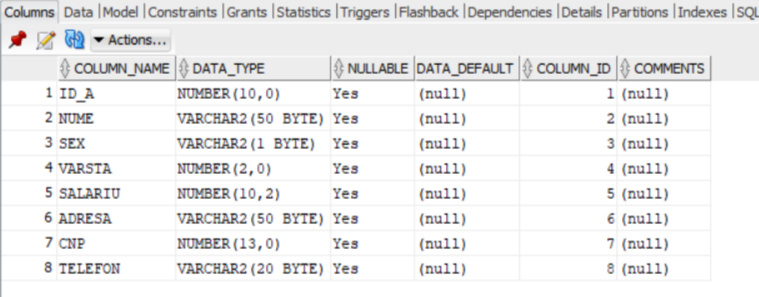 Columns Data Model Constraints Grants Statistics Triggers Flashback Dependencies Details Partitions Indexes SQL
Actions...
COLUMN_NAME DATA_TYPE NULLABLE DATA_DEFAULT COLUMN_ID COMMENTS
1 ID_A NUMBER(10,0) Yes (null) 1 (null)
2 NUME VARCHAR2(50 BYTE) Yes (null) 2 (null)
3 SEX VARCHAR2(1 BYTE) Yes (null) 3 (null)
4 VARSTA NUMBER(2,0) Yes (null) 4 (null)
5 SALARIU NUMBER(10,2) Yes (null) 5 (null)
6 ADRESA VARCHAR2(50 BYTE) Yes (null) 6 (null)
7 CNP NUMBER(13,0) Yes (null) 7 (null)
8 TELEFON VARCHAR2(20 BYTE) Yes (null) 8 (null)